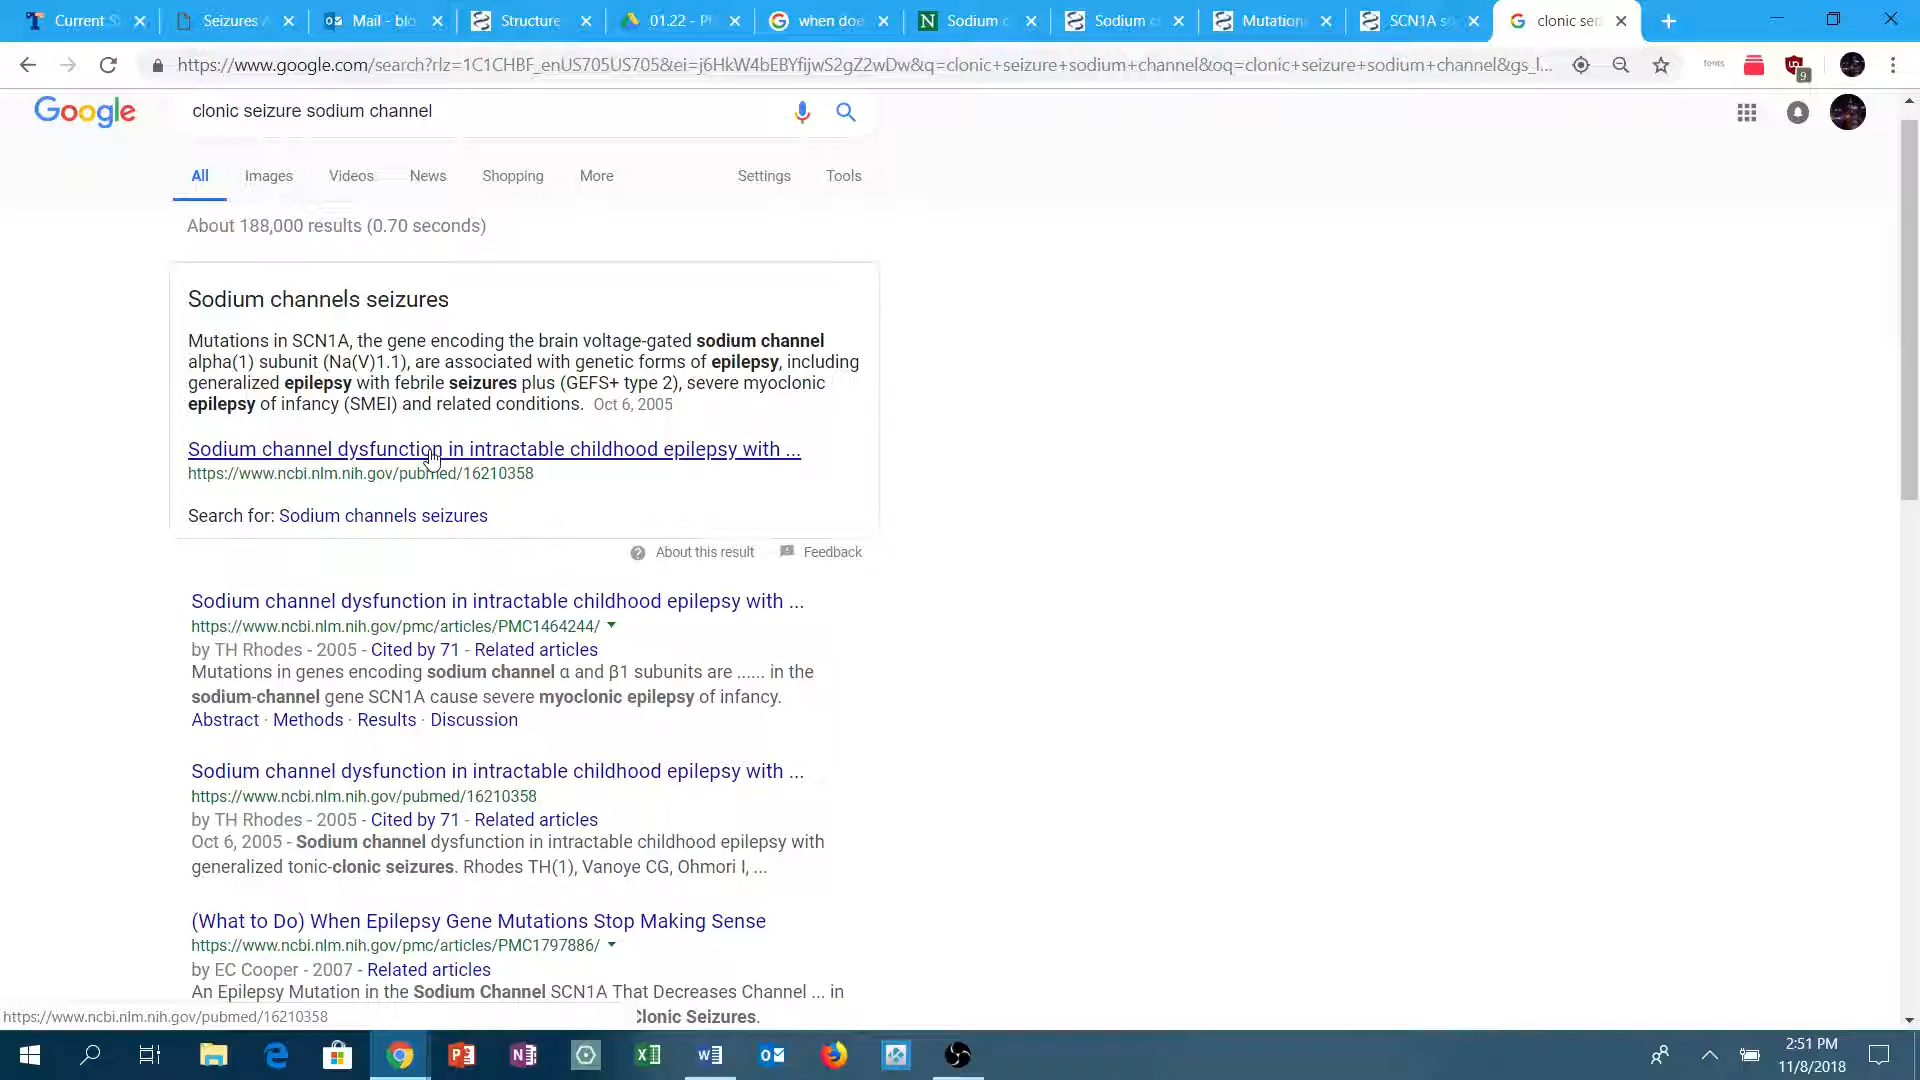 Current S
Seizures A
Mail - blo
Structure
01.22 - P
when doe
Sodium c
Sodium c
Mutation
SCN1A so
clonic sei
https://www.google.com/search?rlz=1C1CHBF_enUS705US705&ei=j6HkW4bEBYfijwS2gZ2wDw&q=clonic+seizure+sodium+channel&oq=clonic+seizure+sodium+channel&gs_l...
fonts
9
Google
clonic seizure sodium channel
All
Images
Videos
News
Shopping
More
Settings
Tools
About 188,000 results (0.70 seconds)
Sodium channels seizures
Mutations in SCN1A, the gene encoding the brain voltage-gated sodium channel
alpha(1) subunit (Na(V)1.1), are associated with genetic forms of epilepsy, including
generalized epilepsy with febrile seizures plus (GEFS+ type 2), severe myoclonic
epilepsy of infancy (SMEI) and related conditions. Oct 6, 2005
Sodium channel dysfunction in intractable childhood epilepsy with ...
https://www.ncbi.nlm.nih.gov/pubmed/16210358
Search for: Sodium channels seizures
About this result
Feedback
Sodium channel dysfunction in intractable childhood epilepsy with ...
https://www.ncbi.nlm.nih.gov/pmc/articles/PMC1464244/
by TH Rhodes - 2005 - Cited by 71 - Related articles
Mutations in genes encoding sodium channel α and β1 subunits are ...... in the
sodium-channel gene SCN1A cause severe myoclonic epilepsy of infancy.
Abstract · Methods · Results · Discussion
Sodium channel dysfunction in intractable childhood epilepsy with ...
https://www.ncbi.nlm.nih.gov/pubmed/16210358
by TH Rhodes - 2005 - Cited by 71 - Related articles
Oct 6, 2005 - Sodium channel dysfunction in intractable childhood epilepsy with
generalized tonic-clonic seizures. Rhodes TH(1), Vanoye CG, Ohmori I, ...
(What to Do) When Epilepsy Gene Mutations Stop Making Sense
https://www.ncbi.nlm.nih.gov/pmc/articles/PMC1797886/
by EC Cooper - 2007 - Related articles
An Epilepsy Mutation in the Sodium Channel SCN1A That Decreases Channel ... in
Clonic Seizures.
https://www.ncbi.nlm.nih.gov/pubmed/16210358
2:51 PM
11/8/2018